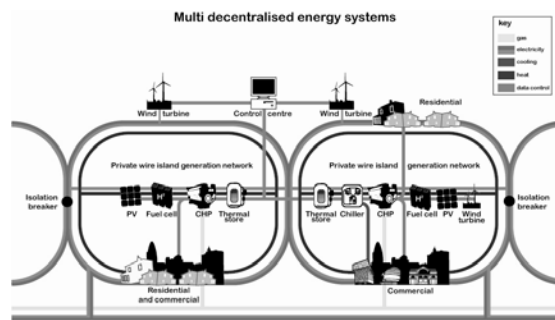 Multi decentralised energy systems
key
gas
electricity
cooling
heat
data control
Wind turbine
Control centre
Wind turbine
Residential
Private wire island generation network
Private wire island generation network
Isolation
breaker
PV
Fuel cell
CHP
Thermal
store
Thermal
store
Chiller
CHP
Fuel cell
PV
Wind
turbine
Isolation
breaker
Residential
and commercial
Commercial